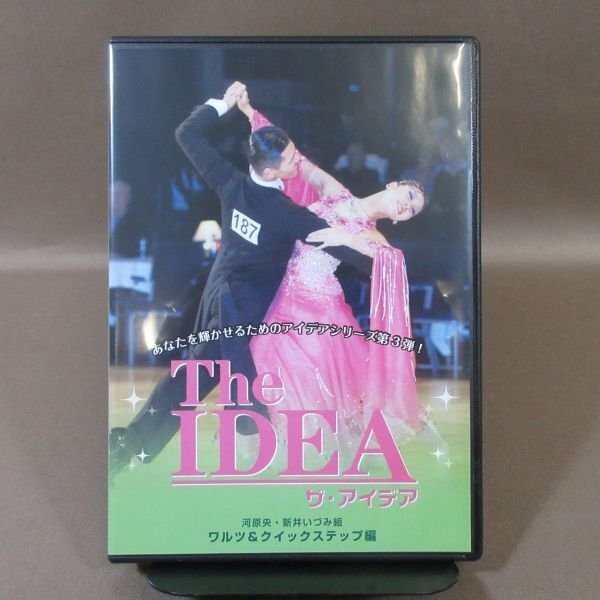 187
あなたを輝かせるためのアイデアシリーズ第3弾！
The
IDEA
ザ・アイデア
河原央・新井いづみ組
ワルツ＆クイックステップ編